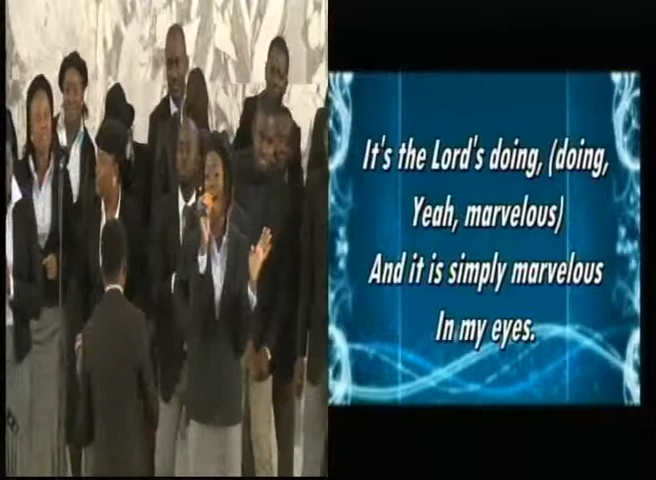 It's the Lord's doing, (doing,
Yeah, marvelous)
And it is simply marvelous
In my eyes.